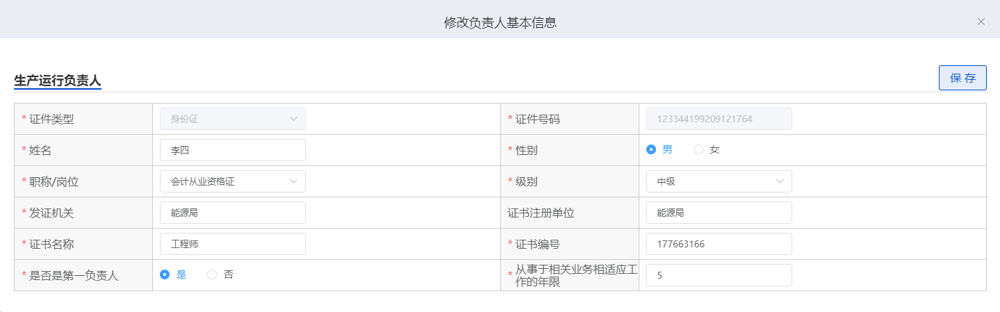 修改负责人基本信息
生产运行负责人
保 存
* 证件类型 身份证 * 证件号码 123344199209121764
* 姓名 李四 * 性别 男 女
* 职称/岗位 会计从业资格证 * 级别 中级
* 发证机关 能源局 证书注册单位 能源局
* 证书名称 工程师 * 证书编号 177663166
* 是否是第一负责人 是 否 * 从事于相关业务相适应工
作的年限 5